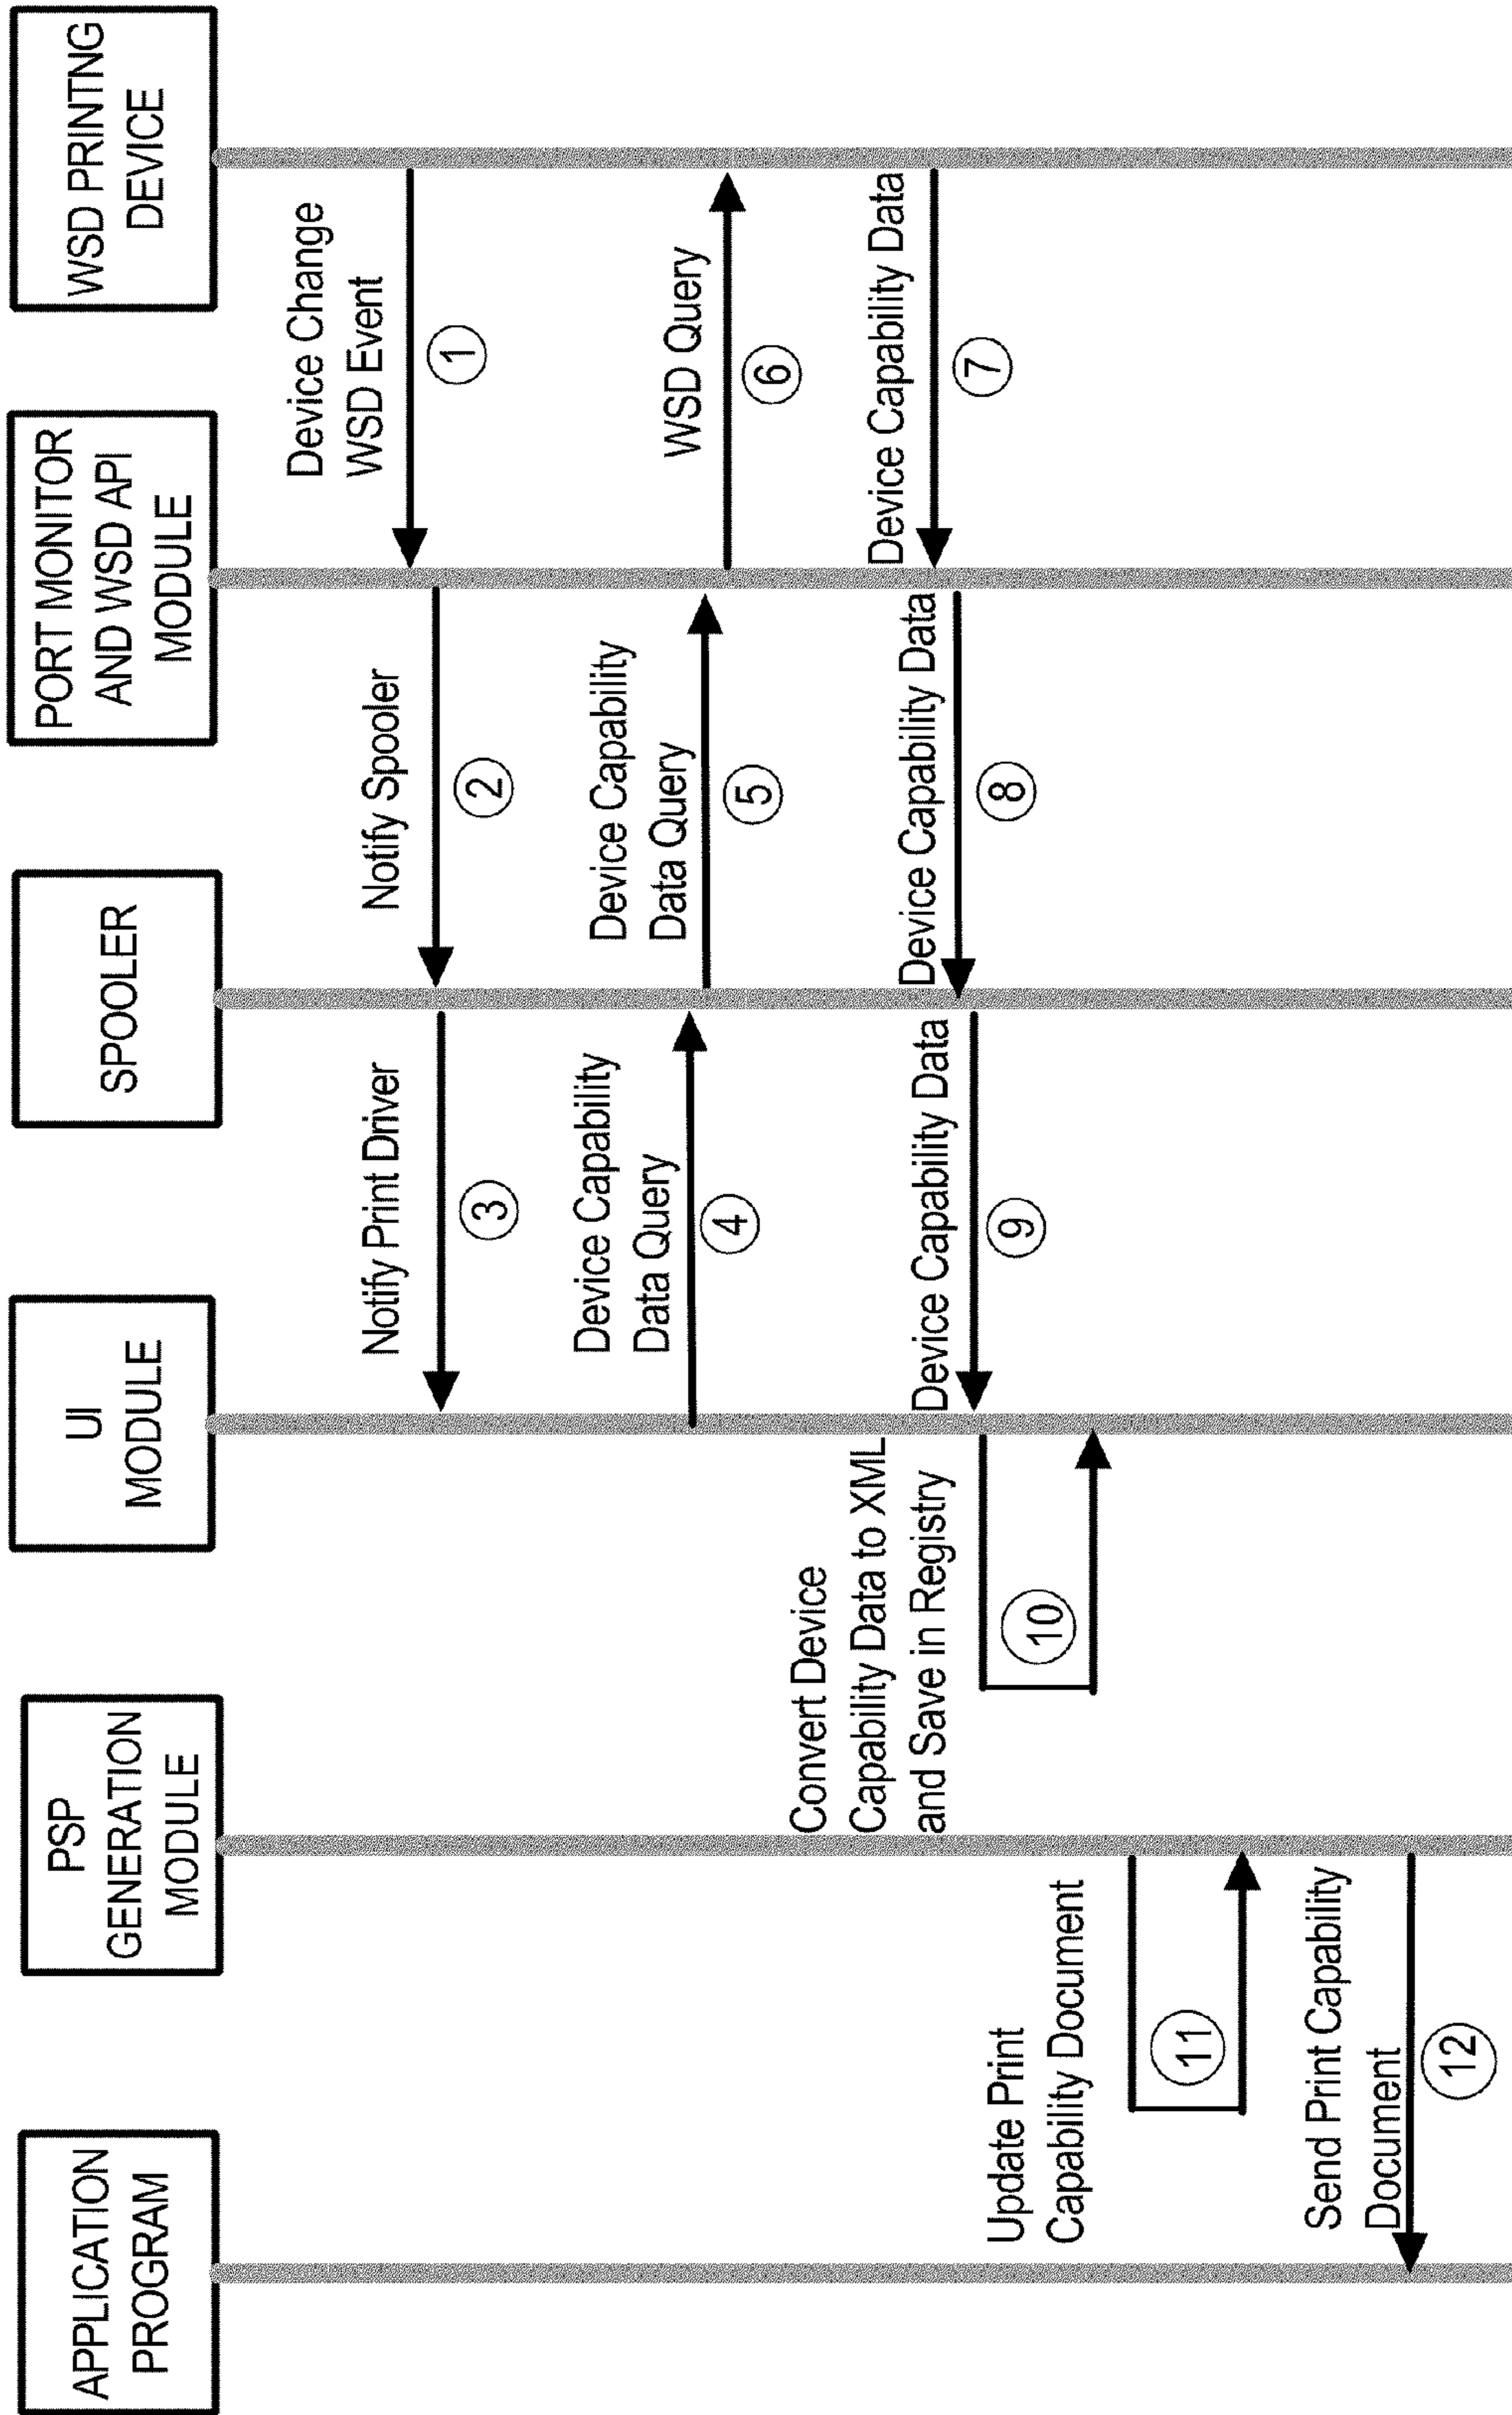 APPLICATION
PROGRAM
PSP
GENERATION
MODULE
UI
MODULE
SPOOLER
PORT MONITOR
AND WSD API
MODULE
WSD PRINTNG
DEVICE
Device Change
WSD Event
1
Notify Spooler
2
Notify Print Driver
3
Device Capability
Data Query
4
Device Capability
Data Query
5
WSD Query
6
Device Capability Data
7
Device Capability Data
8
Device Capability Data
9
Convert Device
Capability Data to XML
and Save in Registry
10
Update Print
Capability Document
11
Send Print Capability
Document
12